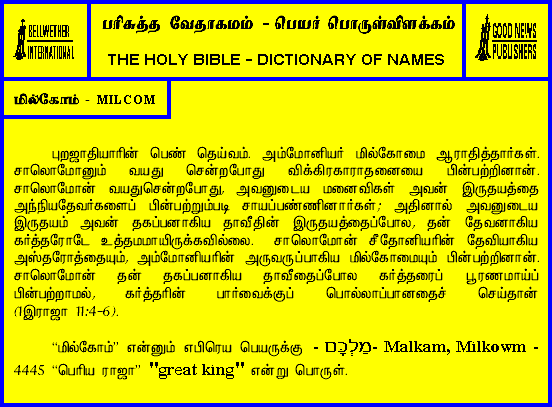 BELLWETHER
INTERNATIONAL
பரிசுத்த வேதாகமம் - பெயர் பொருள்விளக்கம்
THE HOLY BIBLE - DICTIONARY OF NAMES
GOOD NEWS
PUBLISHERS
மில்கோம் - MILCOM
புறஜாதியாரின் பெண் தெய்வம். அம்மோனியர் மில்கோமை ஆராதித்தார்கள்.
சாலொமோனும் வயது சென்றபோது விக்கிரகாராதனையை பின்பற்றினான்.
சாலொமோன் வயதுசென்றபோது, அவனுடைய மனைவிகள் அவன் இருதயத்தை
அந்நியதேவர்களைப் பின்பற்றும்படி சாயப்பண்ணினார்கள்; அதினால் அவனுடைய
இருதயம் அவன் தகப்பனாகிய தாவீதின் இருதயத்தைப்போல, தன் தேவனாகிய
கர்த்தரோடே உத்தமமாயிருக்கவில்லை. சாலொமோன் சீதோனியரின் தேவியாகிய
அஸ்தரோத்தையும், அம்மோனியரின் அருவருப்பாகிய மில்கோமையும் பின்பற்றினான்.
சாலொமோன் தன் தகப்பனாகிய தாவீதைப்போல கர்த்தரைப் பூரணமாய்ப்
பின்பற்றாமல், கர்த்தரின் பார்வைக்குப் பொல்லாப்பானதைச் செய்தான்
(1இராஜா 11:4-6).
"மில்கோம்" என்னும் எபிரெய பெயருக்கு - מַלְכָּם- Malkam, Milkowm -
4445 "பெரிய ராஜா" "great king" என்று பொருள்.